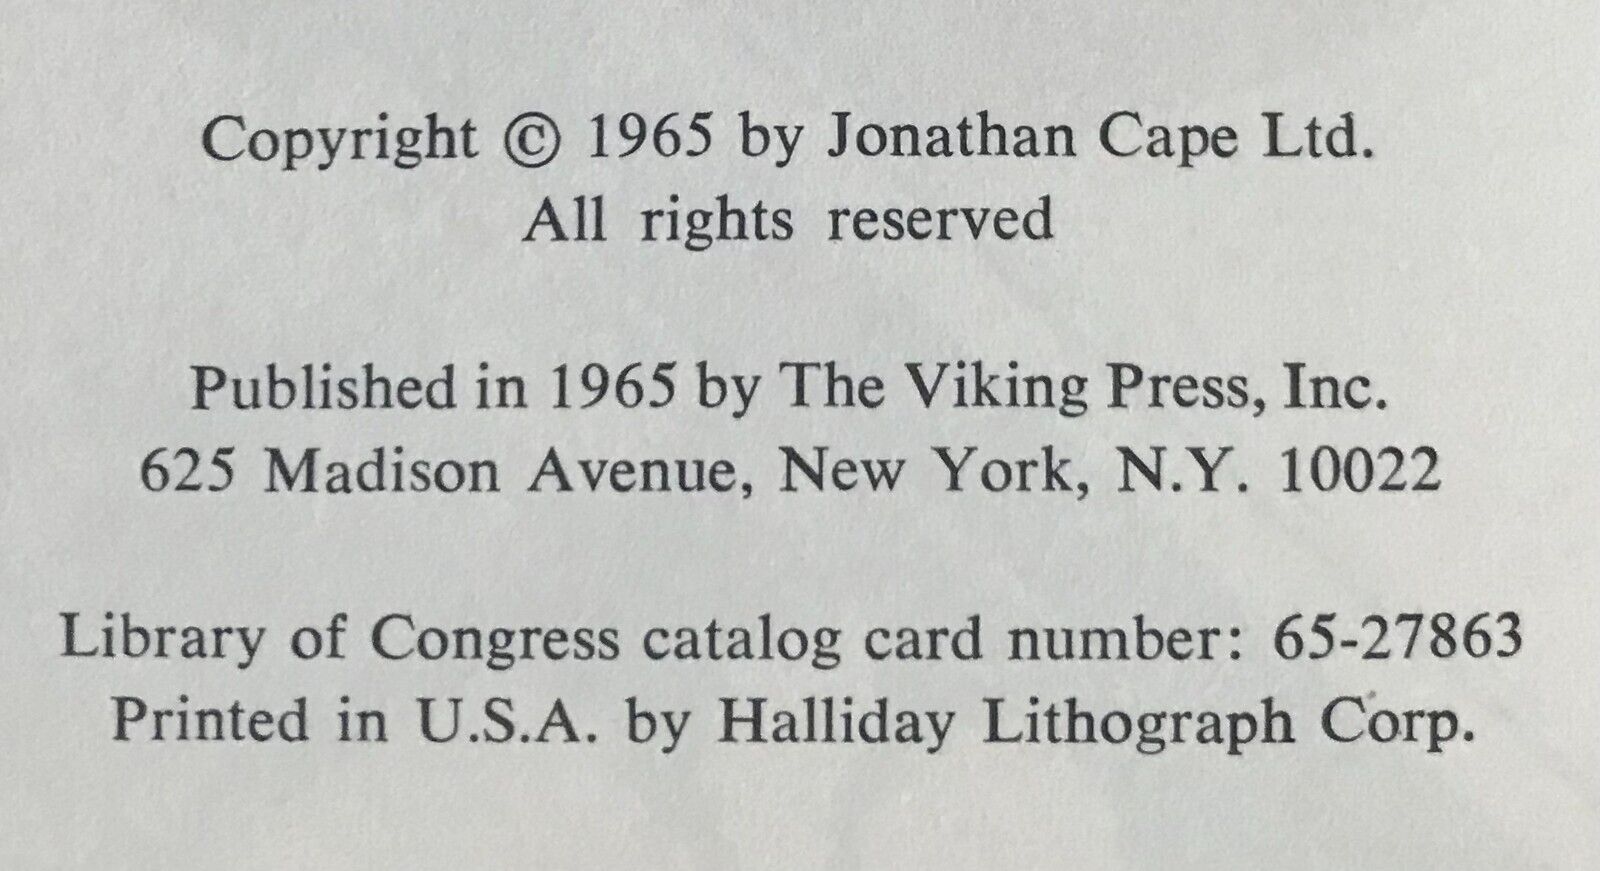 Copyright © 1965 by Jonathan Cape Ltd.
All rights reserved
Published in 1965 by The Viking Press, Inc.
625 Madison Avenue, New York, N.Y. 10022
Library of Congress catalog card number: 65-27863
Printed in U.S.A. by Halliday Lithograph Corp.